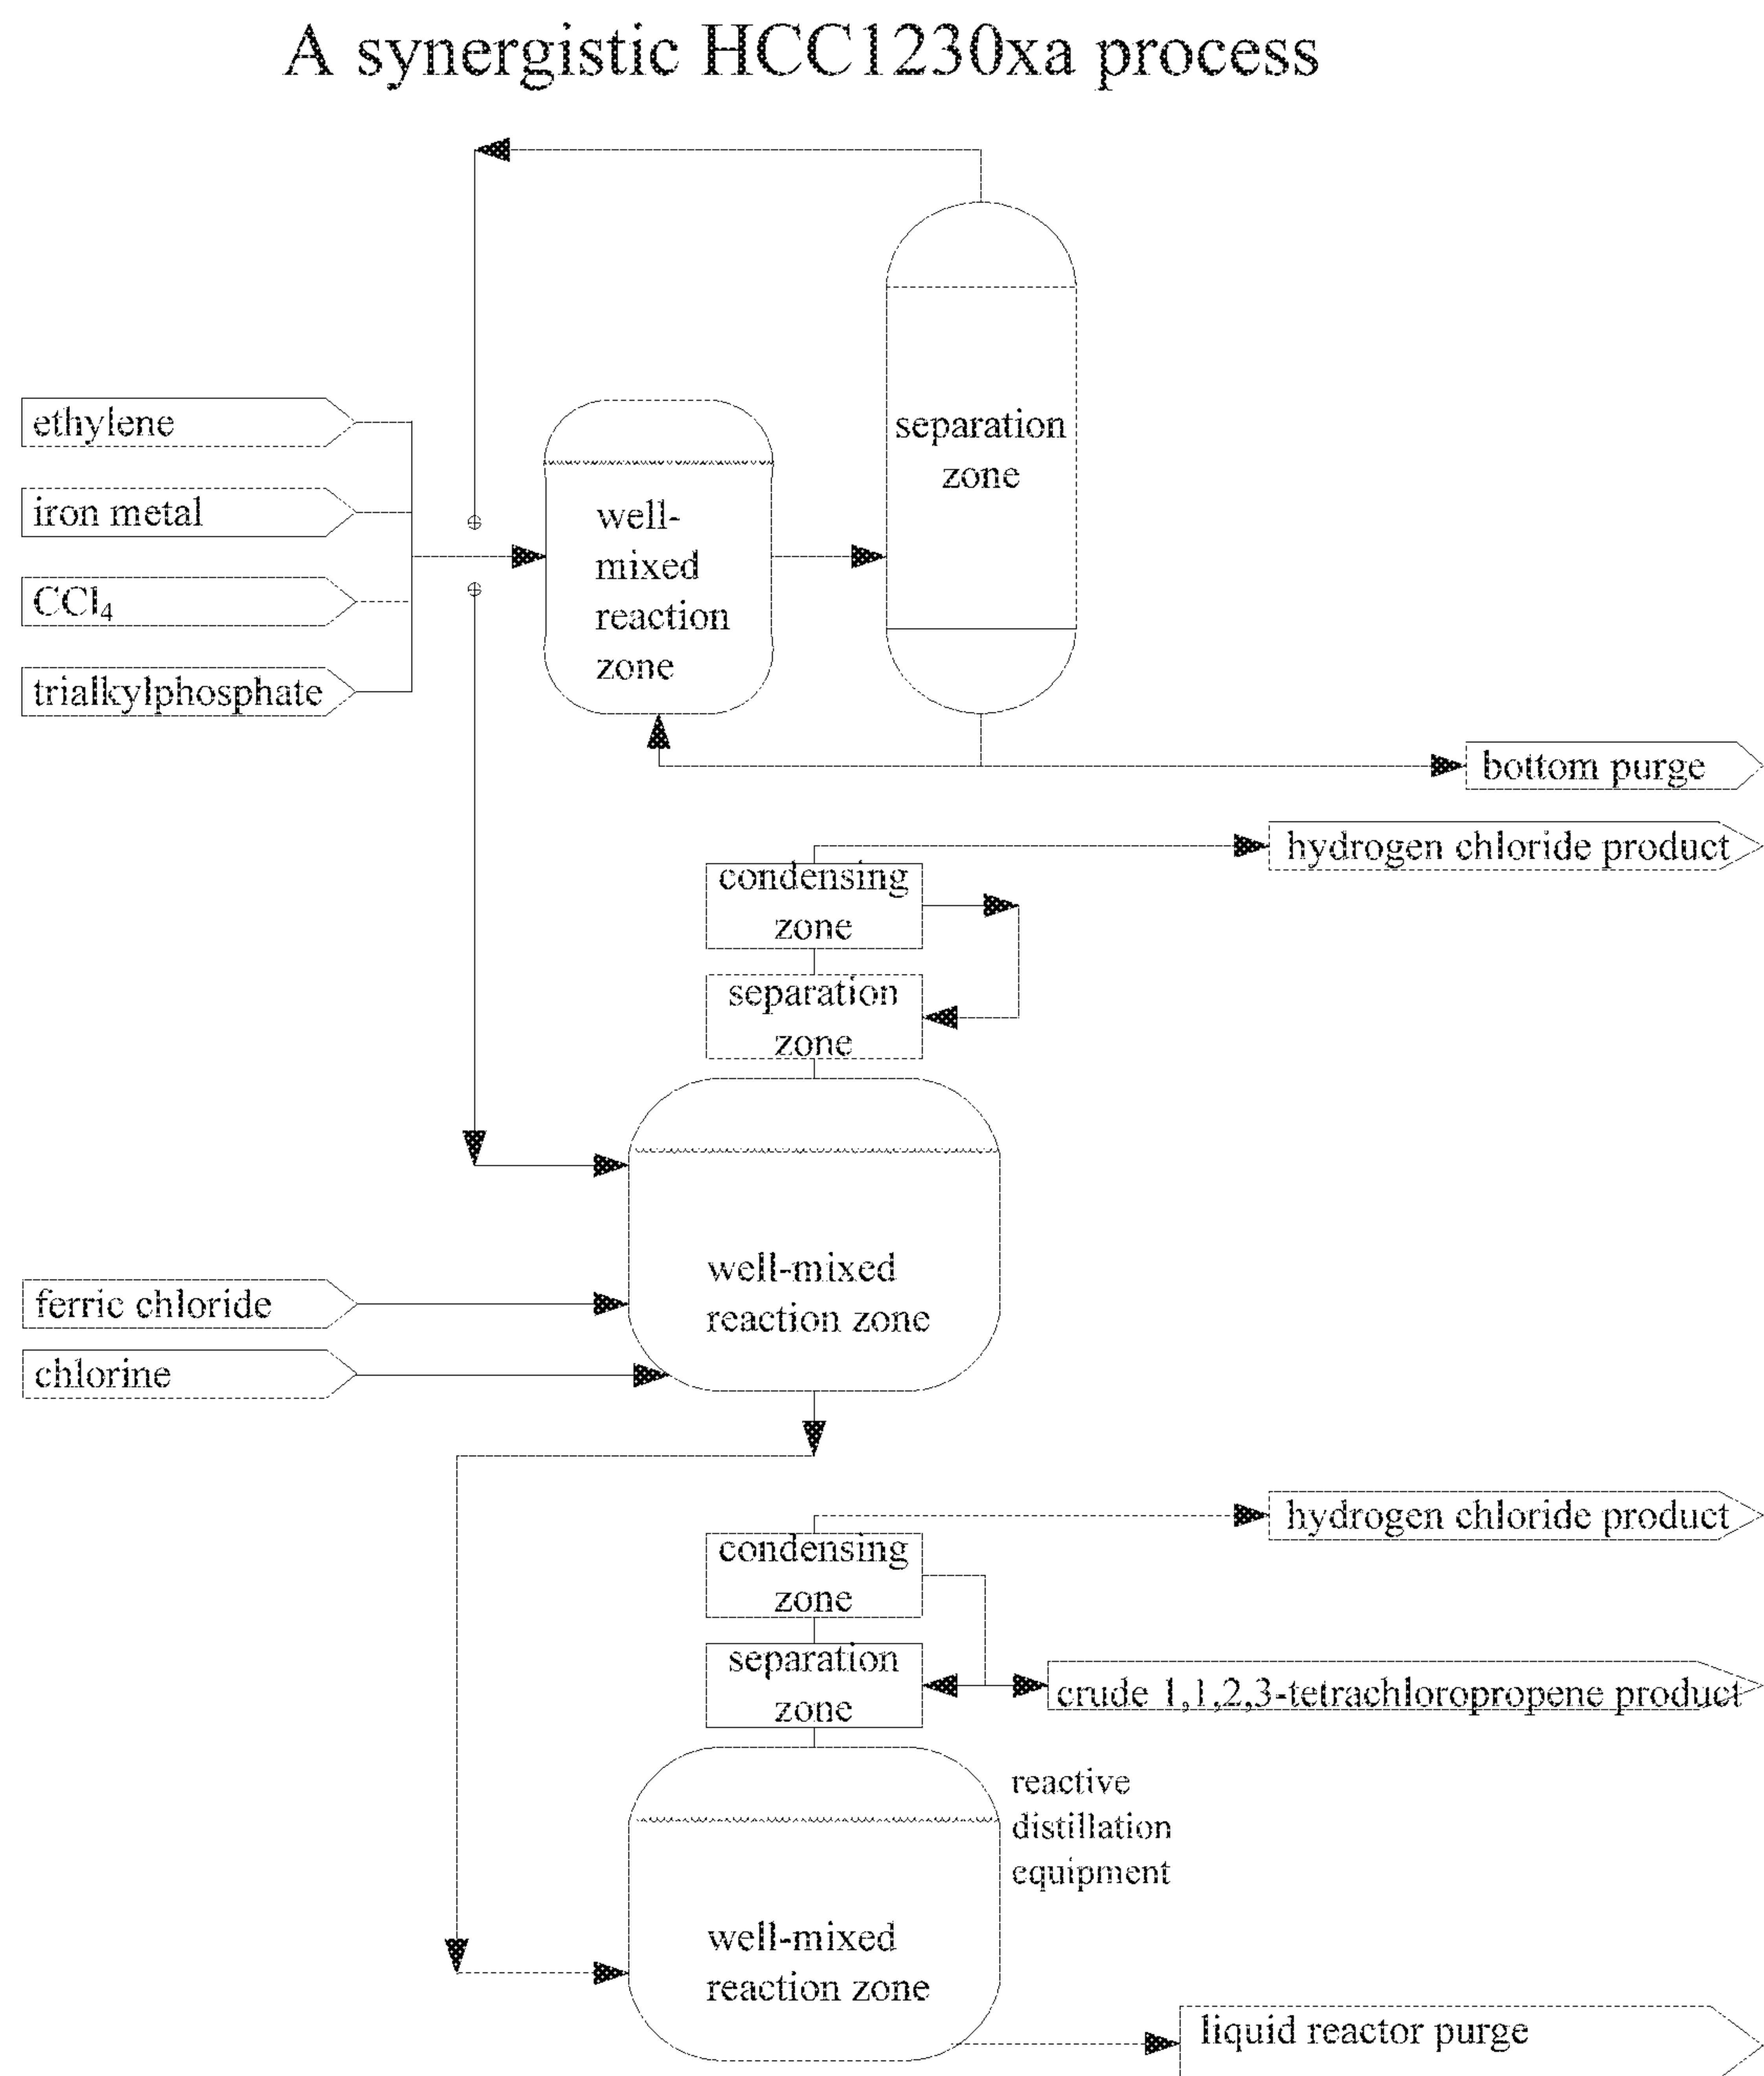 A synergistic HCC1230xa process
ethylene
iron metal
CCl₄
trialkylphosphate
well-
mixed
reaction
zone
separation
zone
bottom purge
hydrogen chloride product
condensing
zone
separation
zone
well-mixed
reaction zone
ferric chloride
chlorine
hydrogen chloride product
condensing
zone
separation
zone
crude 1,1,2,3-tetrachloropropene product
reactive
distillation
equipment
well-mixed
reaction zone
liquid reactor purge